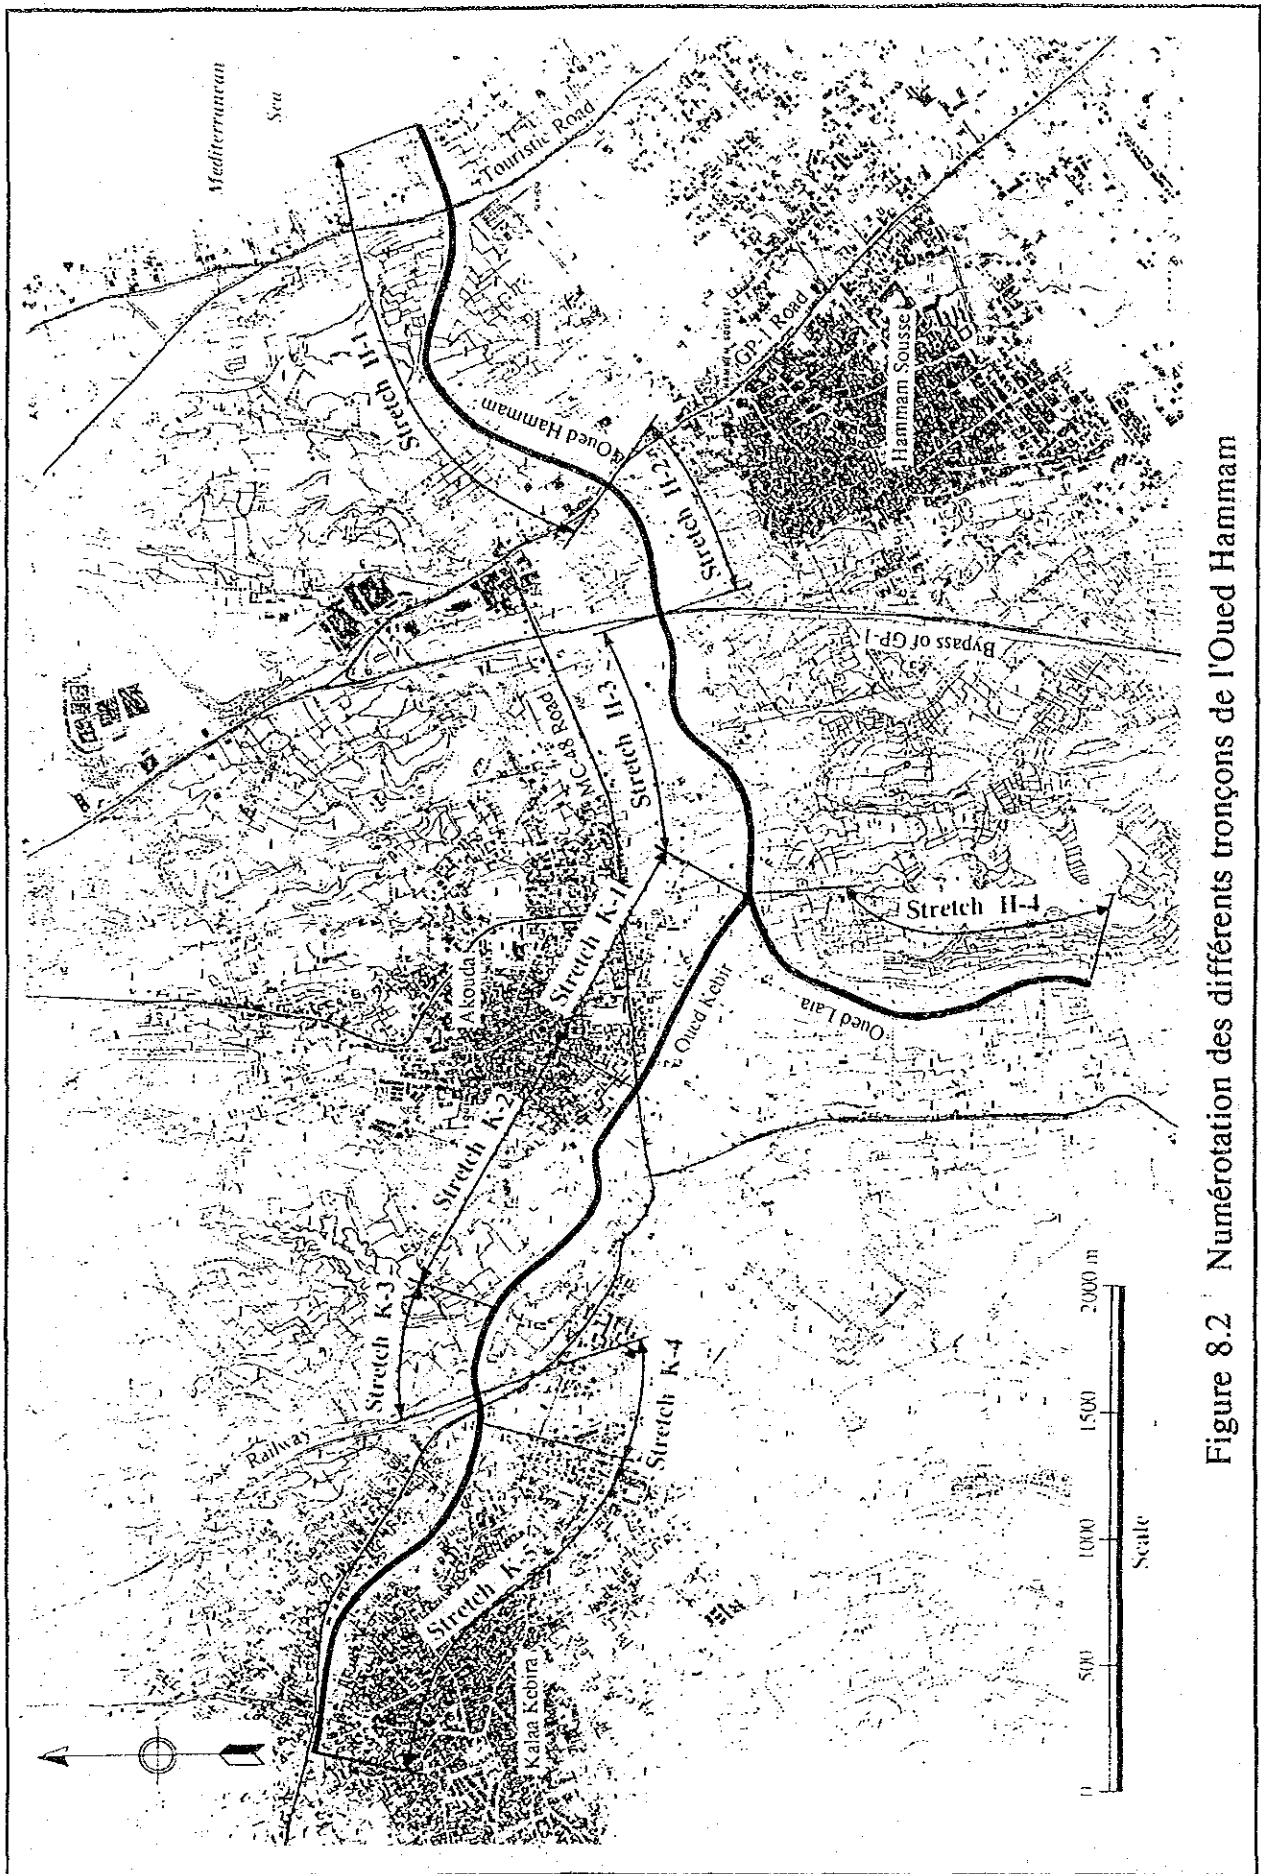 Mediterranean
Sea
Touristic Road
Stretch H-1
Oued Hammam
GP-1 Road
Hammam Sousse
Stretch H-2
Bypass of GP-1
Stretch H-3
MC-48 Road
Stretch H-4
Akouda
Stretch K-1
Oued Kebir
Oued Laia
Stretch K-2
Stretch K-3
Railway
Stretch K-4
Stretch K-5
Kalaa Kebira
0 500 1000 1500 2000 m
Scale
Figure 8.2 Numérotation des différents tronçons de l'Oued Hammam